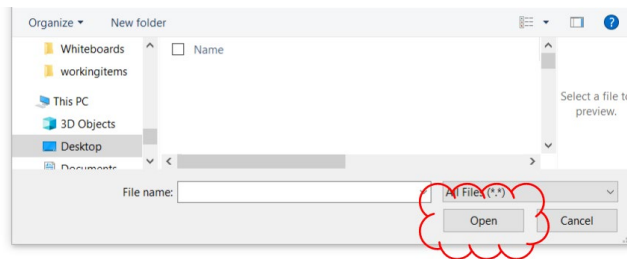 Organize New folder
Whiteboards Name
workingitems
This PC
Select a file to
preview.
3D Objects
Desktop
Documents
File name: All Files (*.*)
Open Cancel